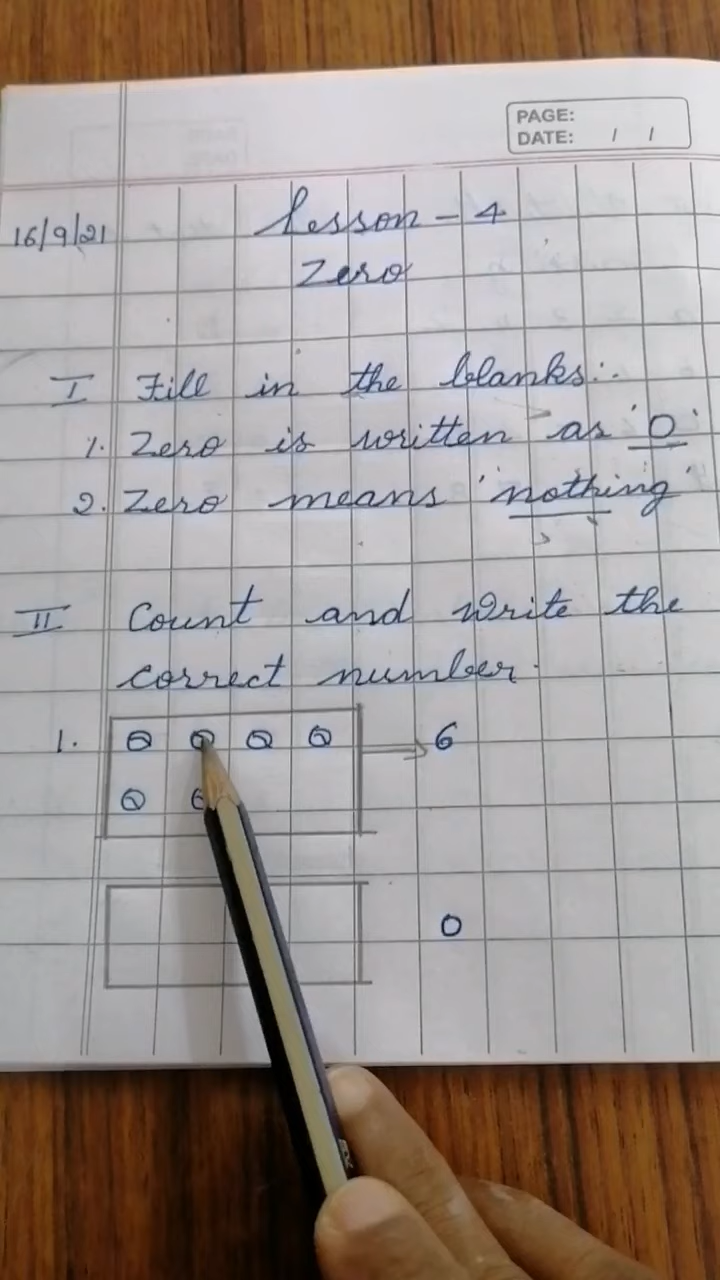 PAGE:
DATE: / /
16/9/21
Lesson - 4
Zero
I Fill in the blanks:-
1. Zero is written as '0'
2. Zero means 'nothing'
II Count and write the
correct number.
1. 6
0